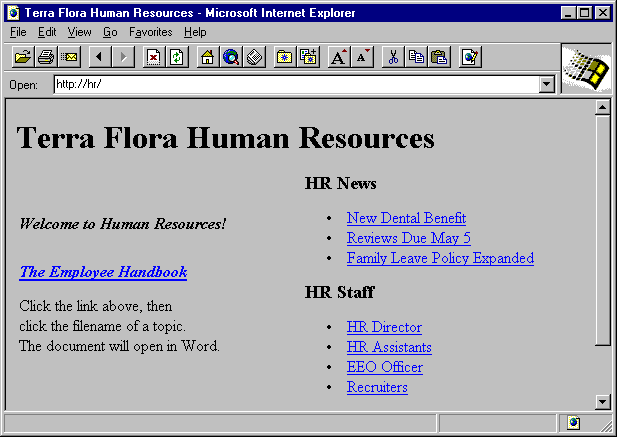 Terra Flora Human Resources - Microsoft Internet Explorer
File Edit View Go Favorites Help
A A
Open: http://hr/
Terra Flora Human Resources
Welcome to Human Resources!
The Employee Handbook
Click the link above, then
click the filename of a topic.
The document will open in Word.
HR News
• New Dental Benefit
• Reviews Due May 5
• Family Leave Policy Expanded
HR Staff
• HR Director
• HR Assistants
• EEO Officer
• Recruiters